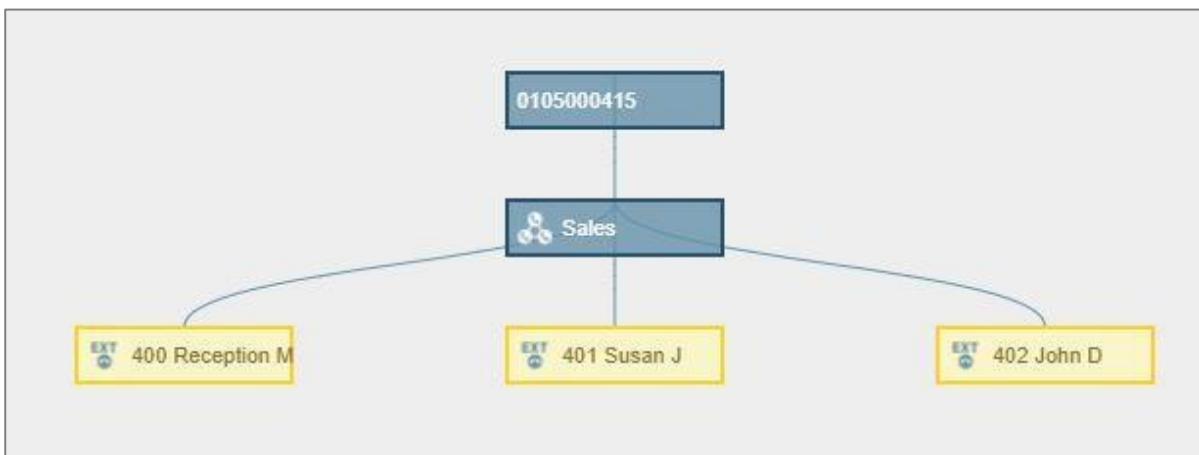 0105000415
Sales
EXT 400 Reception M
EXT 401 Susan J
EXT 402 John D